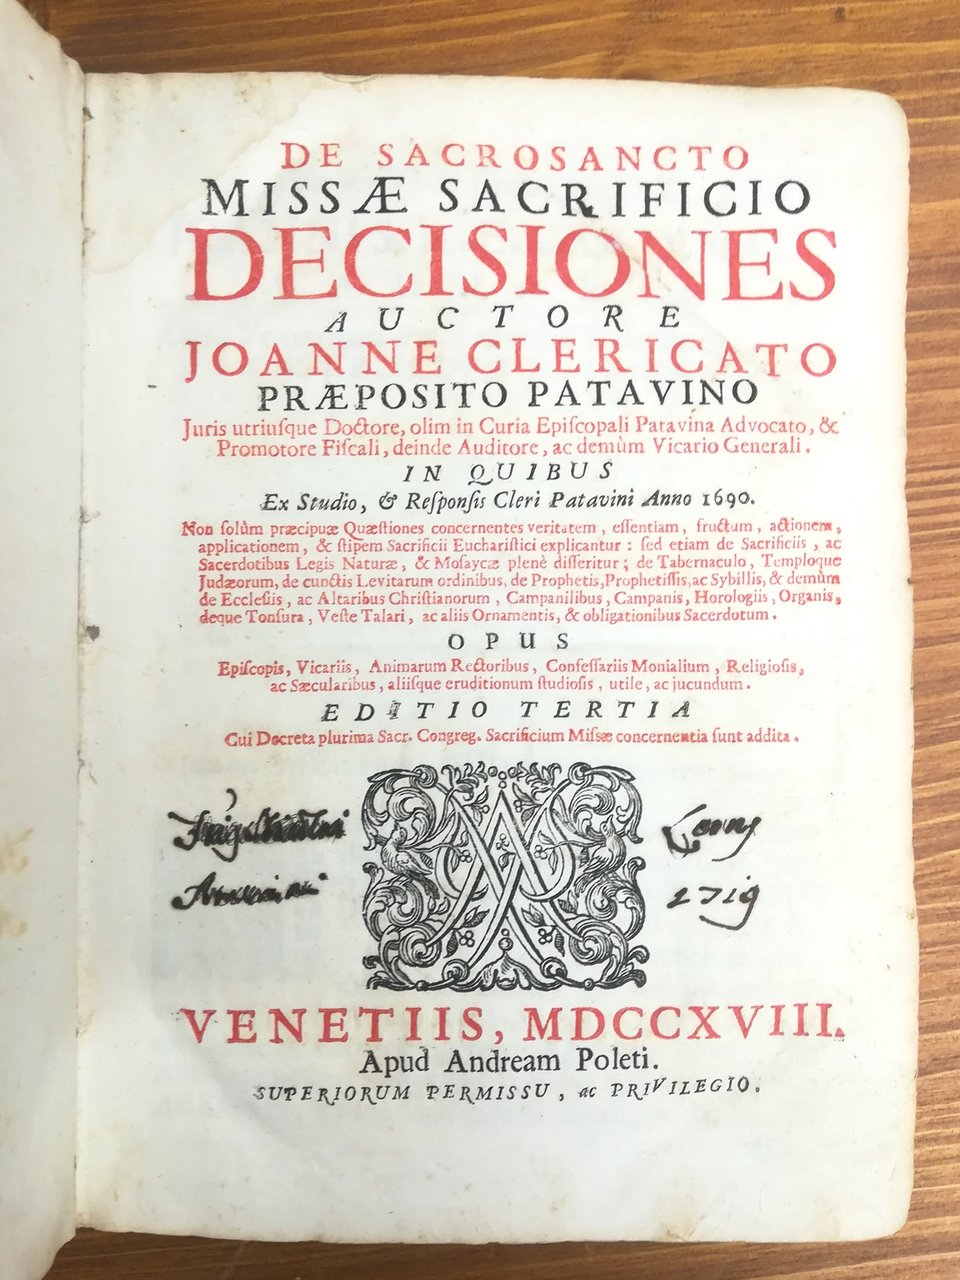 DE SACROSANCTO
MISSÆ SACRIFICIO
DECISIONES
AUCTORE
JOANNE CLERICATO
PRÆPOSITO PATAVINO
Juris utriuſque Doctore, olim in Curia Epiſcopali Patavina Advocato, &
Promotore Fiſcali, deinde Auditore, ac demùm Vicario Generali.
IN QUIBUS
Ex Studio, & Reſponſis Cleri Patavini Anno 1690.
Non ſolùm præcipuæ Quæſtiones concernentes veritatem, eſſentiam, fructum, actionem,
applicationem, & ſtipem Sacrificii Euchariſtici explicantur: ſed etiam de Sacrificiis, ac
Sacerdotibus Legis Naturæ, & Moſaycæ plenè diſſeritur; de Tabernaculo, Temploque
Judæorum, de cunctis Levitarum ordinibus, de Prophetis, Prophetiſſis, ac Sybillis, & demùm
de Eccleſiis, ac Altaribus Chriſtianorum, Campanilibus, Campanis, Horologiis, Organis,
deque Tonſura, Veſte Talari, ac aliis Ornamentis, & obligationibus Sacerdotum.
OPUS
Epiſcopis, Vicariis, Animarum Rectoribus, Confeſſariis Monialium, Religioſis,
ac Sæcularibus, aliiſque eruditionum ſtudioſis, utile, ac jucundum.
EDITIO TERTIA
Cui Decreta plurima Sacr. Congreg. Sacrificium Miſſæ concernentia ſunt addita.
1719
VENETIIS, MDCCXVIII.
Apud Andream Poleti.
SUPERIORUM PERMISSU, ac PRIVILEGIO.